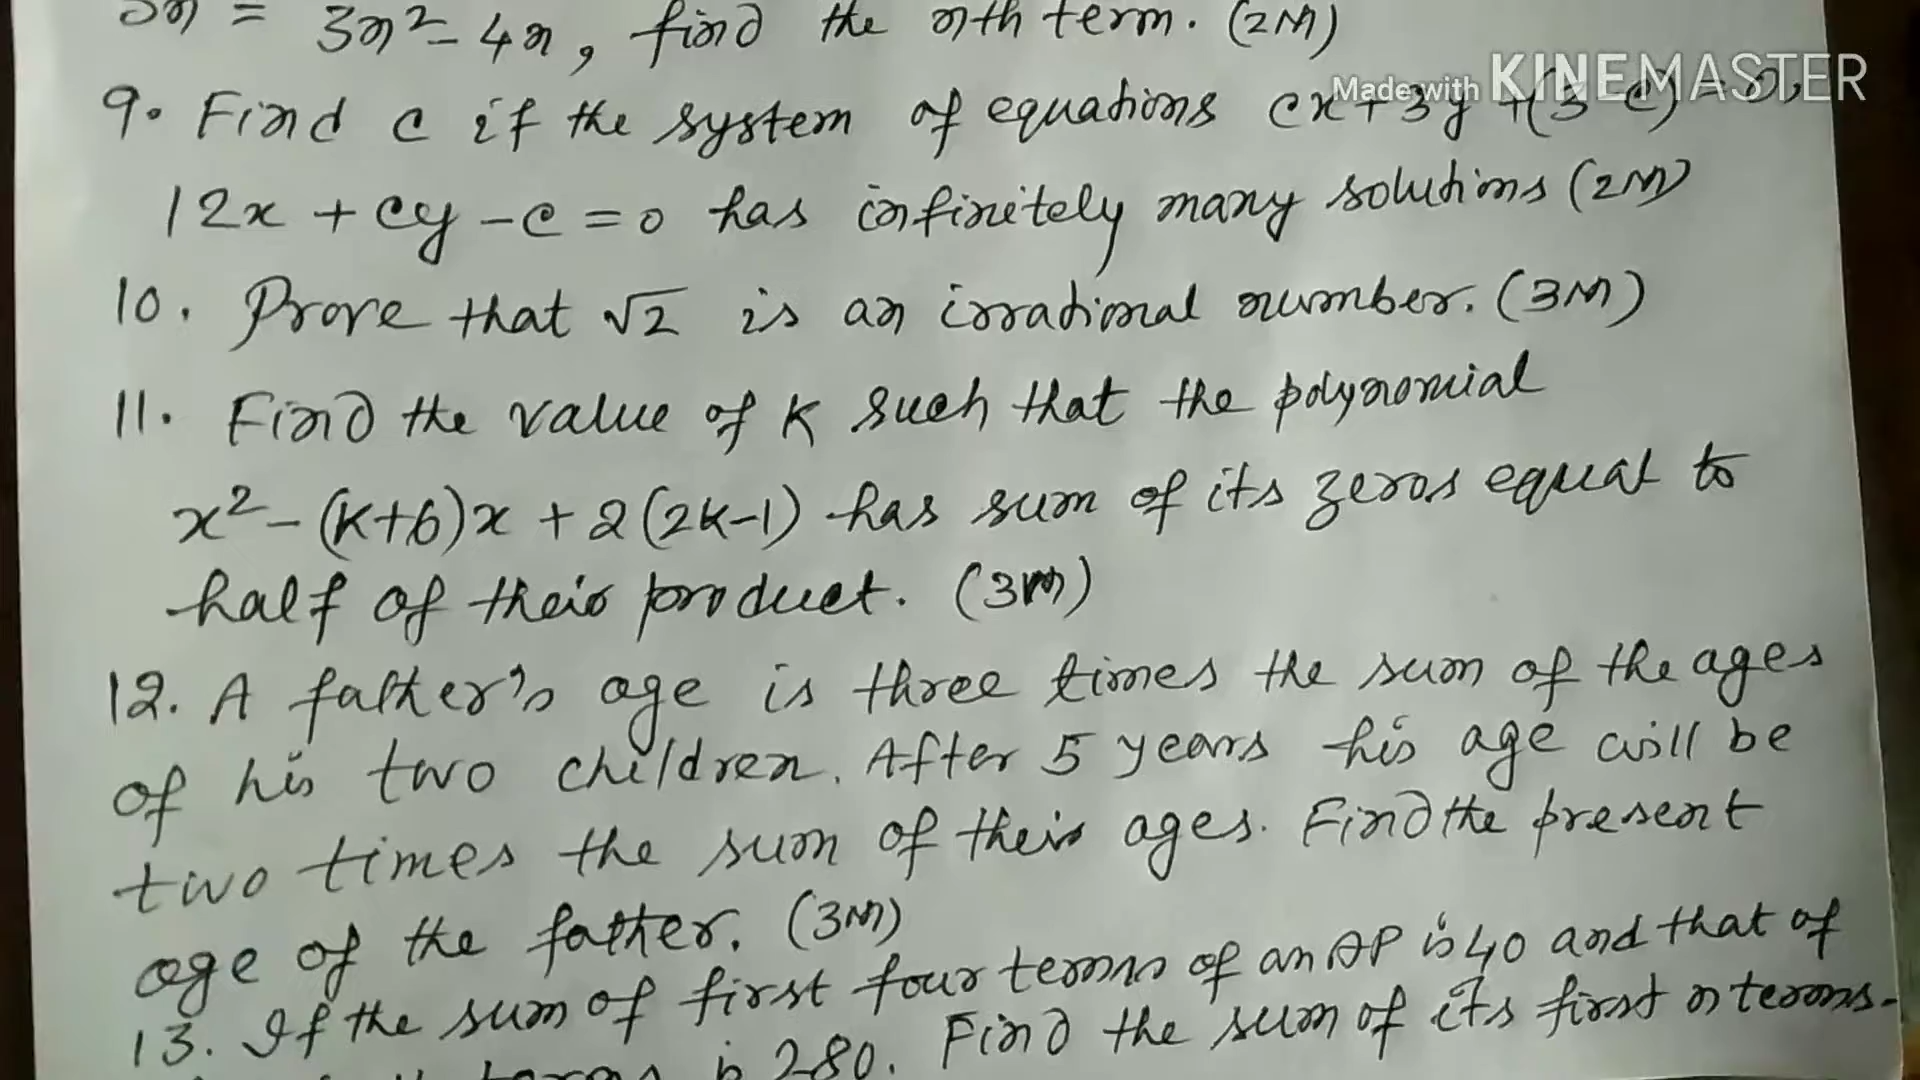 = 3n²-4n, find the nth term. (2M)
Made with KINEMASTER
9. Find c if the system of equations cx+3y+(3-c)=0,
12x + cy -c = 0 has infinitely many solutions (2M)
10. Prove that √2 is an irrational number. (3M)
11. Find the value of K such that the polynomial
x² - (K+6)x + 2(2K-1) has sum of its zeros equal to
half of their product. (3M)
12. A father's age is three times the sum of the ages
of his two children. After 5 years his age will be
two times the sum of their ages. Find the present
age of the father. (3M)
13. If the sum of first four terms of an AP is 40 and that of
terms is 280. Find the sum of its first n terms.